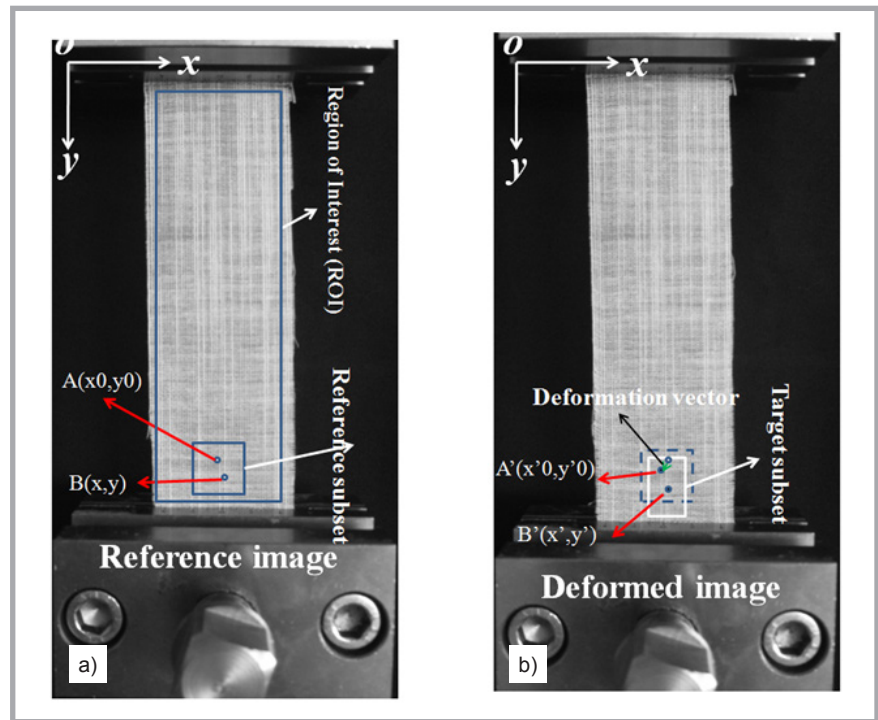 o
x
y
Region of Interest (ROI)
A(x0,y0)
B(x,y)
Reference subset
Reference image
a)
o
x
y
Deformation vector
A’(x’0,y’0)
B’(x’,y’)
Target subset
Deformed image
b)